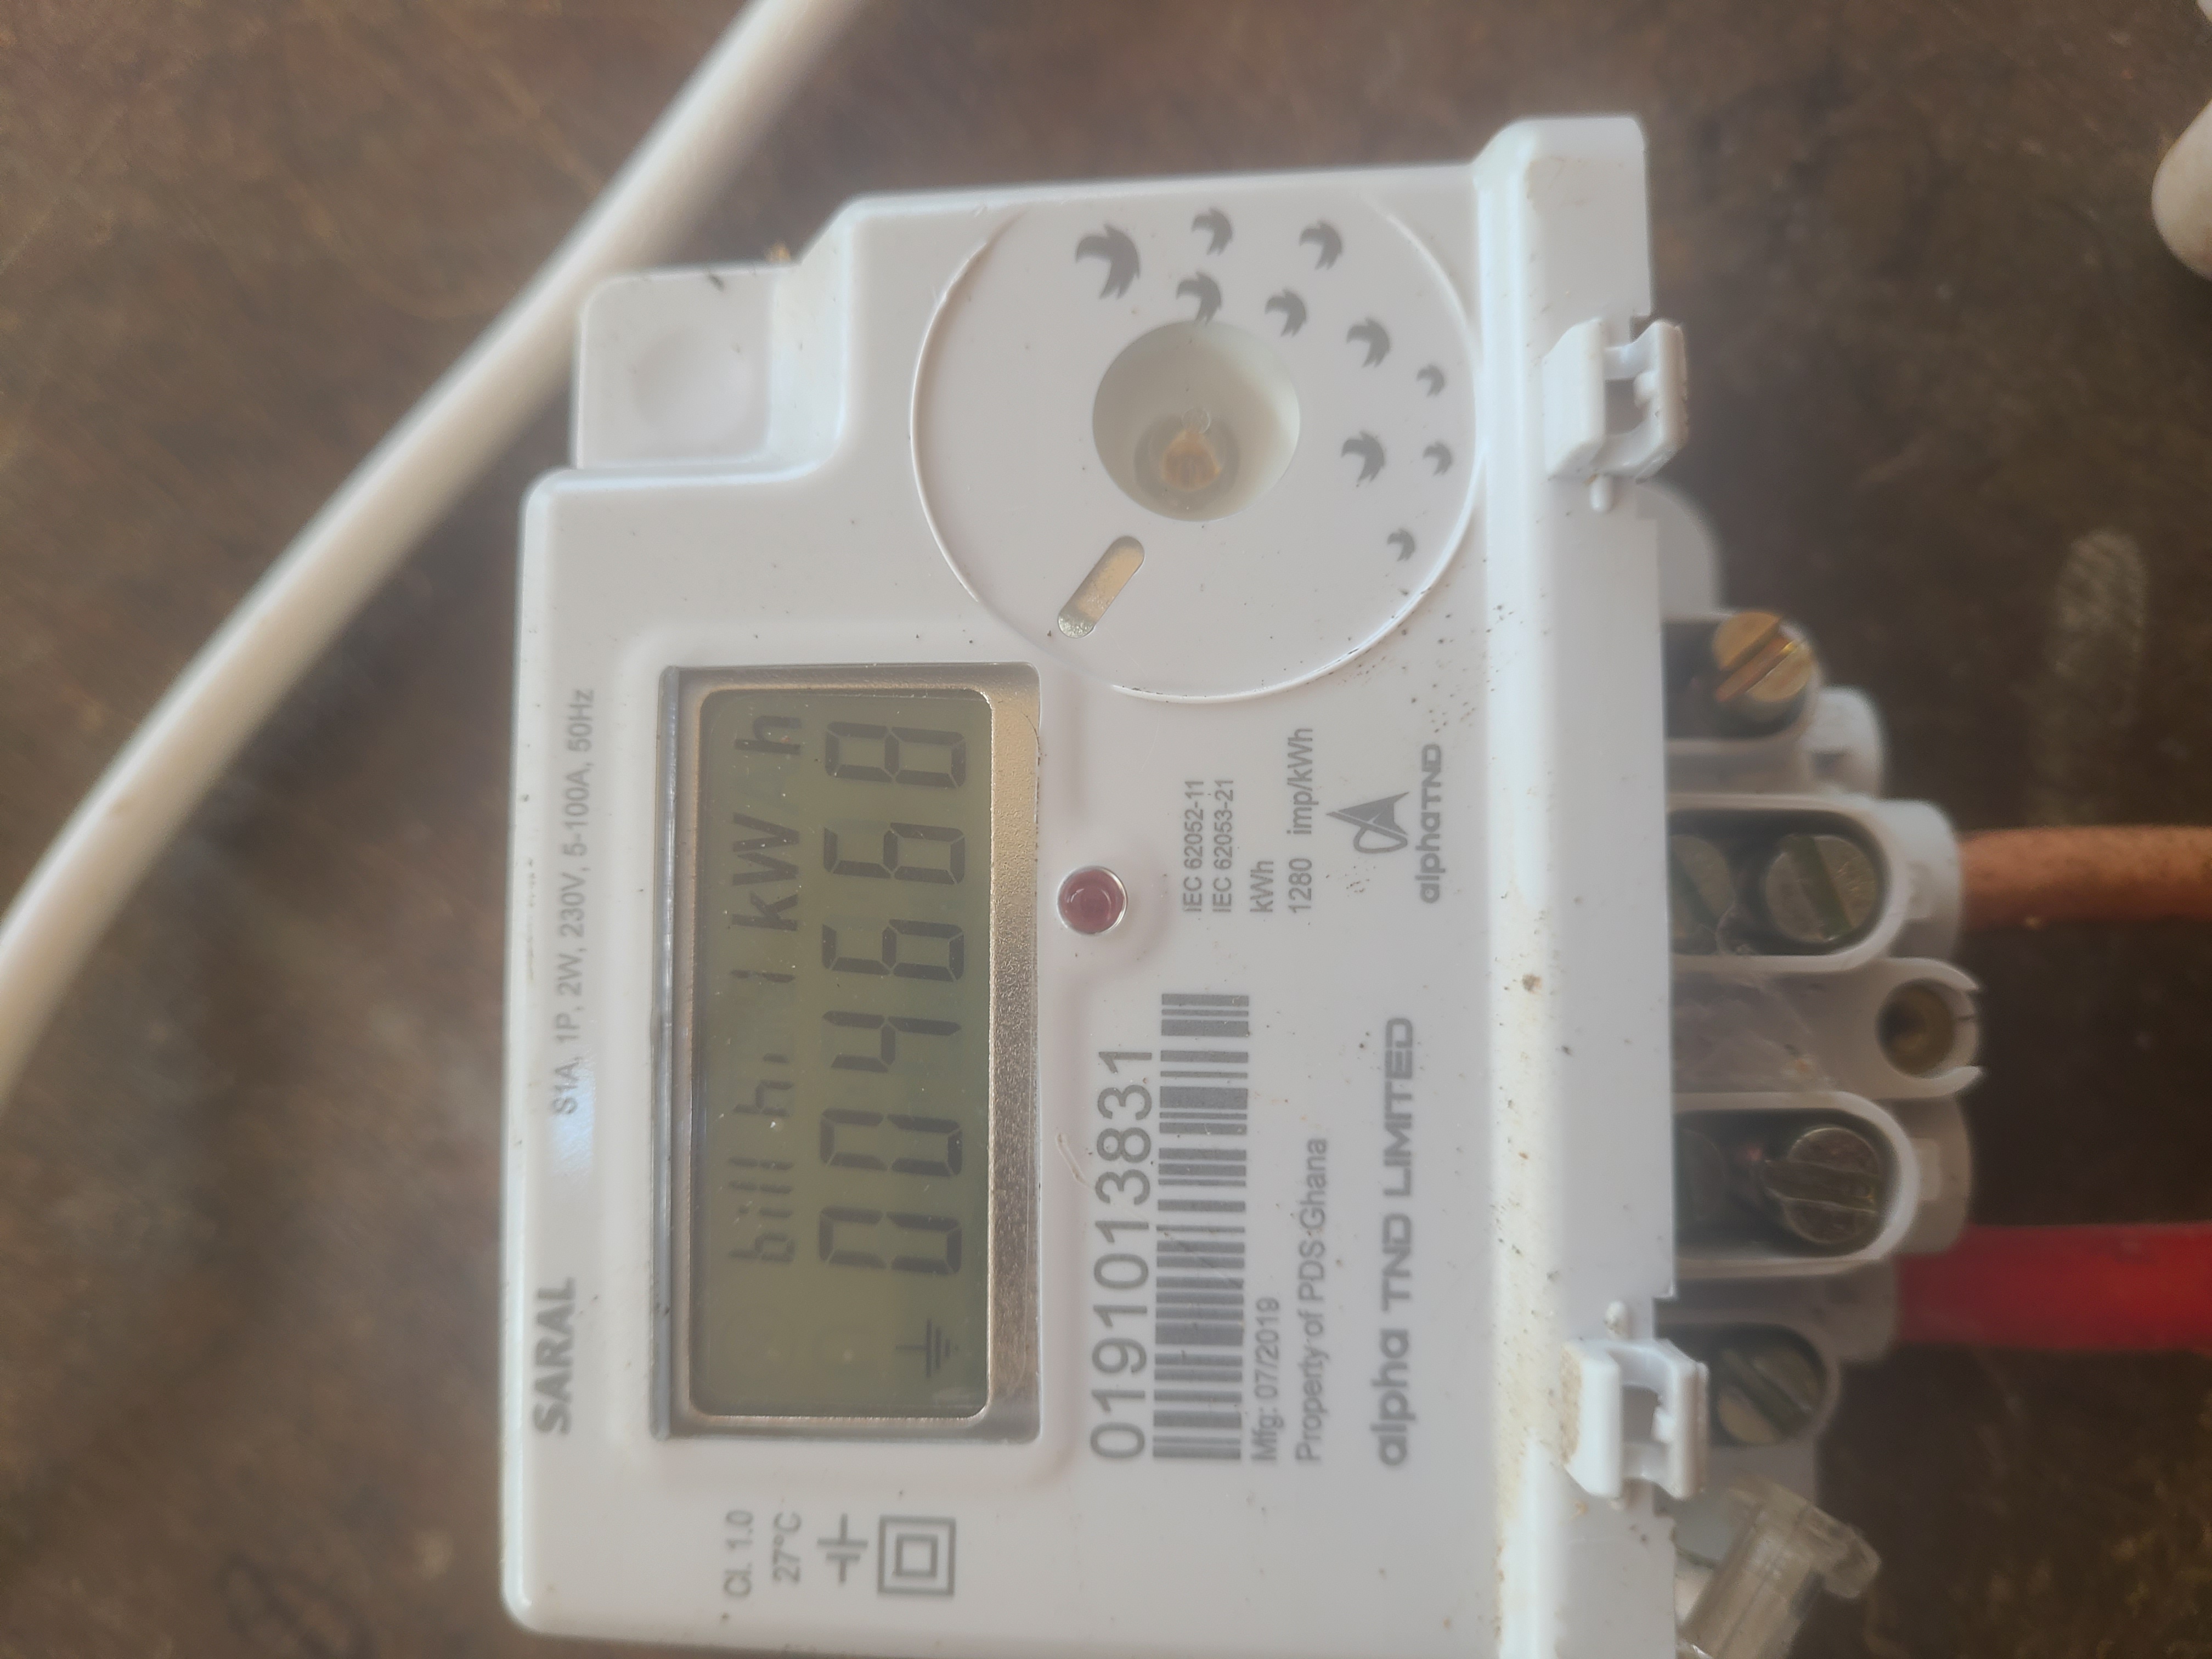 SARAL
S1A, 1P, 2W, 230V, 5-100A, 50Hz
Cl. 1.0
27°C
bill hi 1 kW h
004668
0191013831
Mfg: 07/2019
Property of PDS Ghana
alpha TND LIMITED
IEC 62052-11
IEC 62053-21
kWh
1280 imp/kWh
alphaTND